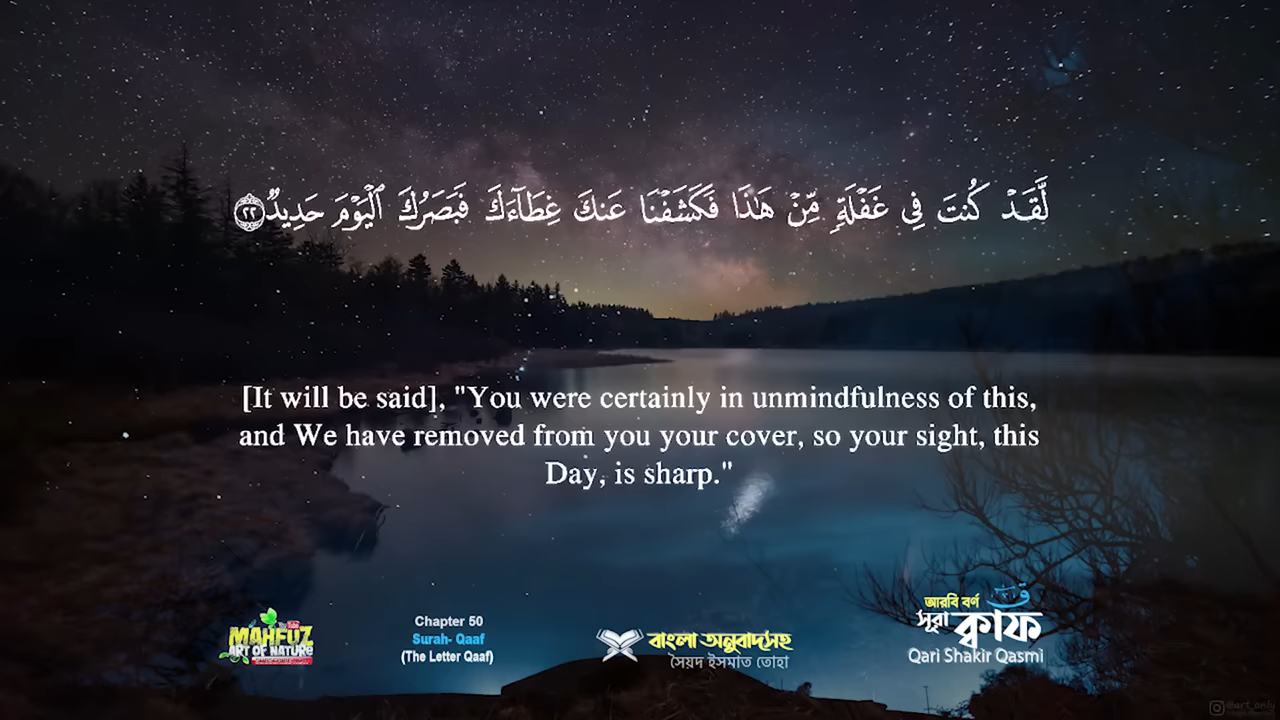 لَّقَدْ كُنتَ فِى غَفْلَةٍ مِّنْ هَٰذَا فَكَشَفْنَا عَنكَ غِطَآءَكَ فَبَصَرُكَ ٱلْيَوْمَ حَدِيدٌ ٢٢
[It will be said], "You were certainly in unmindfulness of this,
and We have removed from you your cover, so your sight, this
Day, is sharp."
MAHFUZ
ART OF NATURE
Chapter 50
Surah- Qaaf
(The Letter Qaaf)
বাংলা অনুবাদসহ
সৈয়দ ইসমাত তোহা
আরবি বর্ণ ق
সূরা ক্বাফ
Qari Shakir Qasmi
@art_only